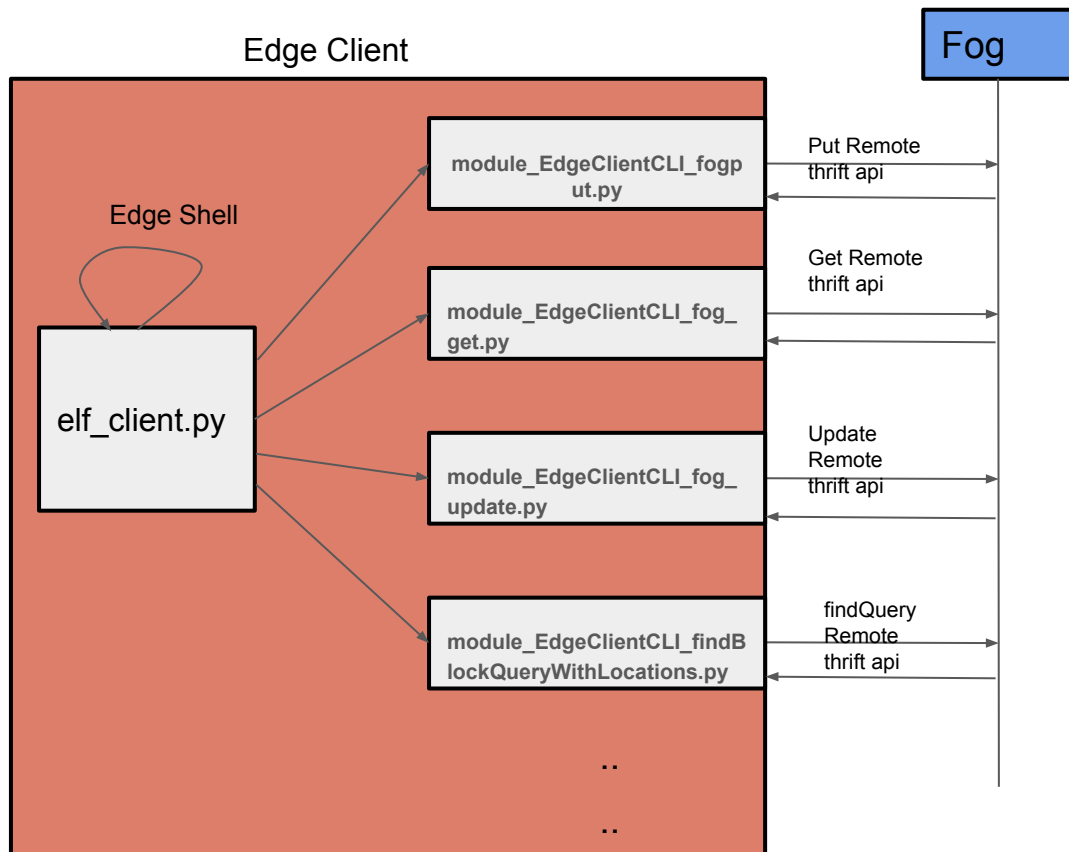 Edge Client
Fog
module_EdgeClientCLI_fogp
ut.py
Put Remote
thrift api
Edge Shell
Get Remote
thrift api
module_EdgeClientCLI_fog_
get.py
elf_client.py
Update
Remote
thrift api
module_EdgeClientCLI_fog_
update.py
findQuery
Remote
thrift api
module_EdgeClientCLI_findB
lockQueryWithLocations.py
..
..